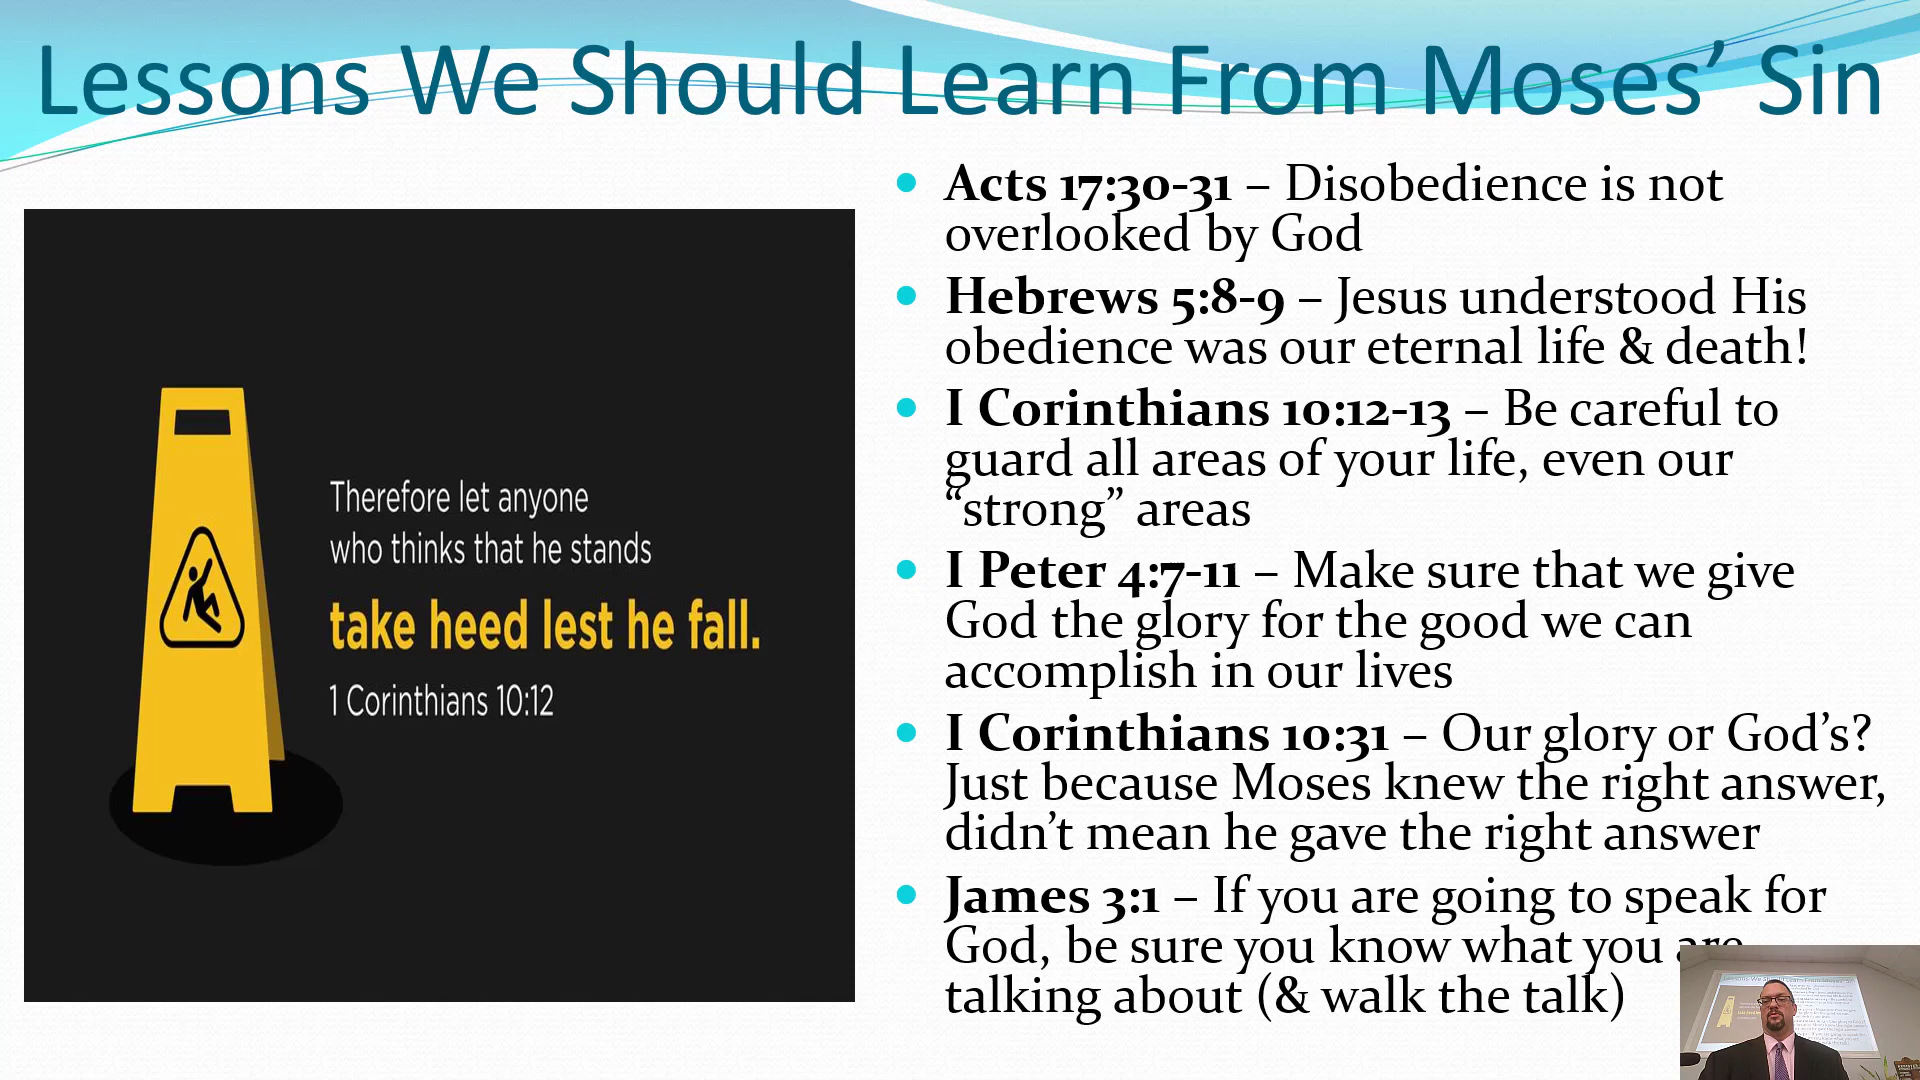 Lessons We Should Learn From Moses’ Sin
Therefore let anyone
who thinks that he stands
take heed lest he fall.
1 Corinthians 10:12
• Acts 17:30-31 – Disobedience is not
overlooked by God
• Hebrews 5:8-9 – Jesus understood His
obedience was our eternal life & death!
• I Corinthians 10:12-13 – Be careful to
guard all areas of your life, even our
“strong” areas
• I Peter 4:7-11 – Make sure that we give
God the glory for the good we can
accomplish in our lives
• I Corinthians 10:31 – Our glory or God’s?
Just because Moses knew the right answer,
didn’t mean he gave the right answer
• James 3:1 – If you are going to speak for
God, be sure you know what you are
talking about (& walk the talk)